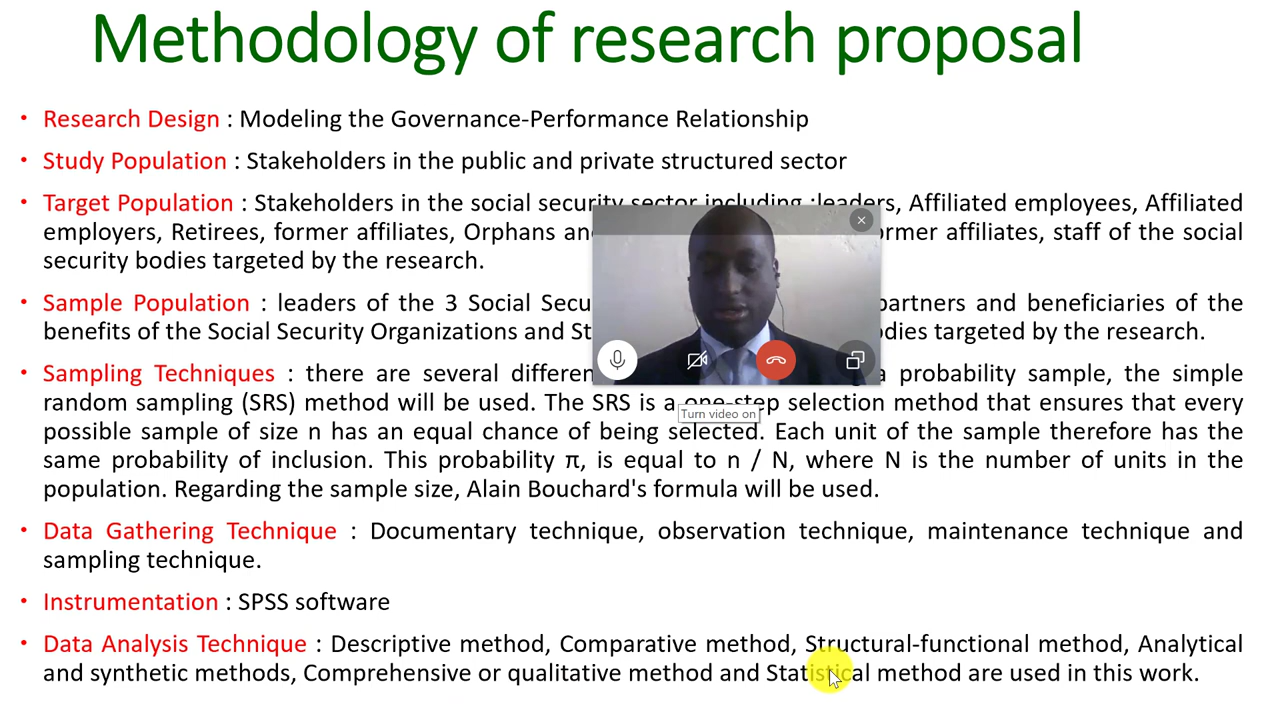 Methodology of research proposal
• Research Design : Modeling the Governance-Performance Relationship
• Study Population : Stakeholders in the public and private structured sector
• Target Population : Stakeholders in the social security sector including :leaders, Affiliated employees, Affiliated
employers, Retirees, former affiliates, Orphans former affiliates, staff of the social
security bodies targeted by the research.
• Sample Population : leaders of the 3 Social partners and beneficiaries of the
benefits of the Social Security Organizations and targeted by the research.
• Sampling Techniques : there are several a probability sample, the simple
random sampling (SRS) method will be used. The SRS is a one-step selection method that ensures that every
possible sample of size n has an equal chance of being selected. Each unit of the sample therefore has the
same probability of inclusion. This probability π, is equal to n / N, where N is the number of units in the
population. Regarding the sample size, Alain Bouchard's formula will be used.
• Data Gathering Technique : Documentary technique, observation technique, maintenance technique and
sampling technique.
• Instrumentation : SPSS software
• Data Analysis Technique : Descriptive method, Comparative method, Structural-functional method, Analytical
and synthetic methods, Comprehensive or qualitative method and Statistical method are used in this work.
Turn video on